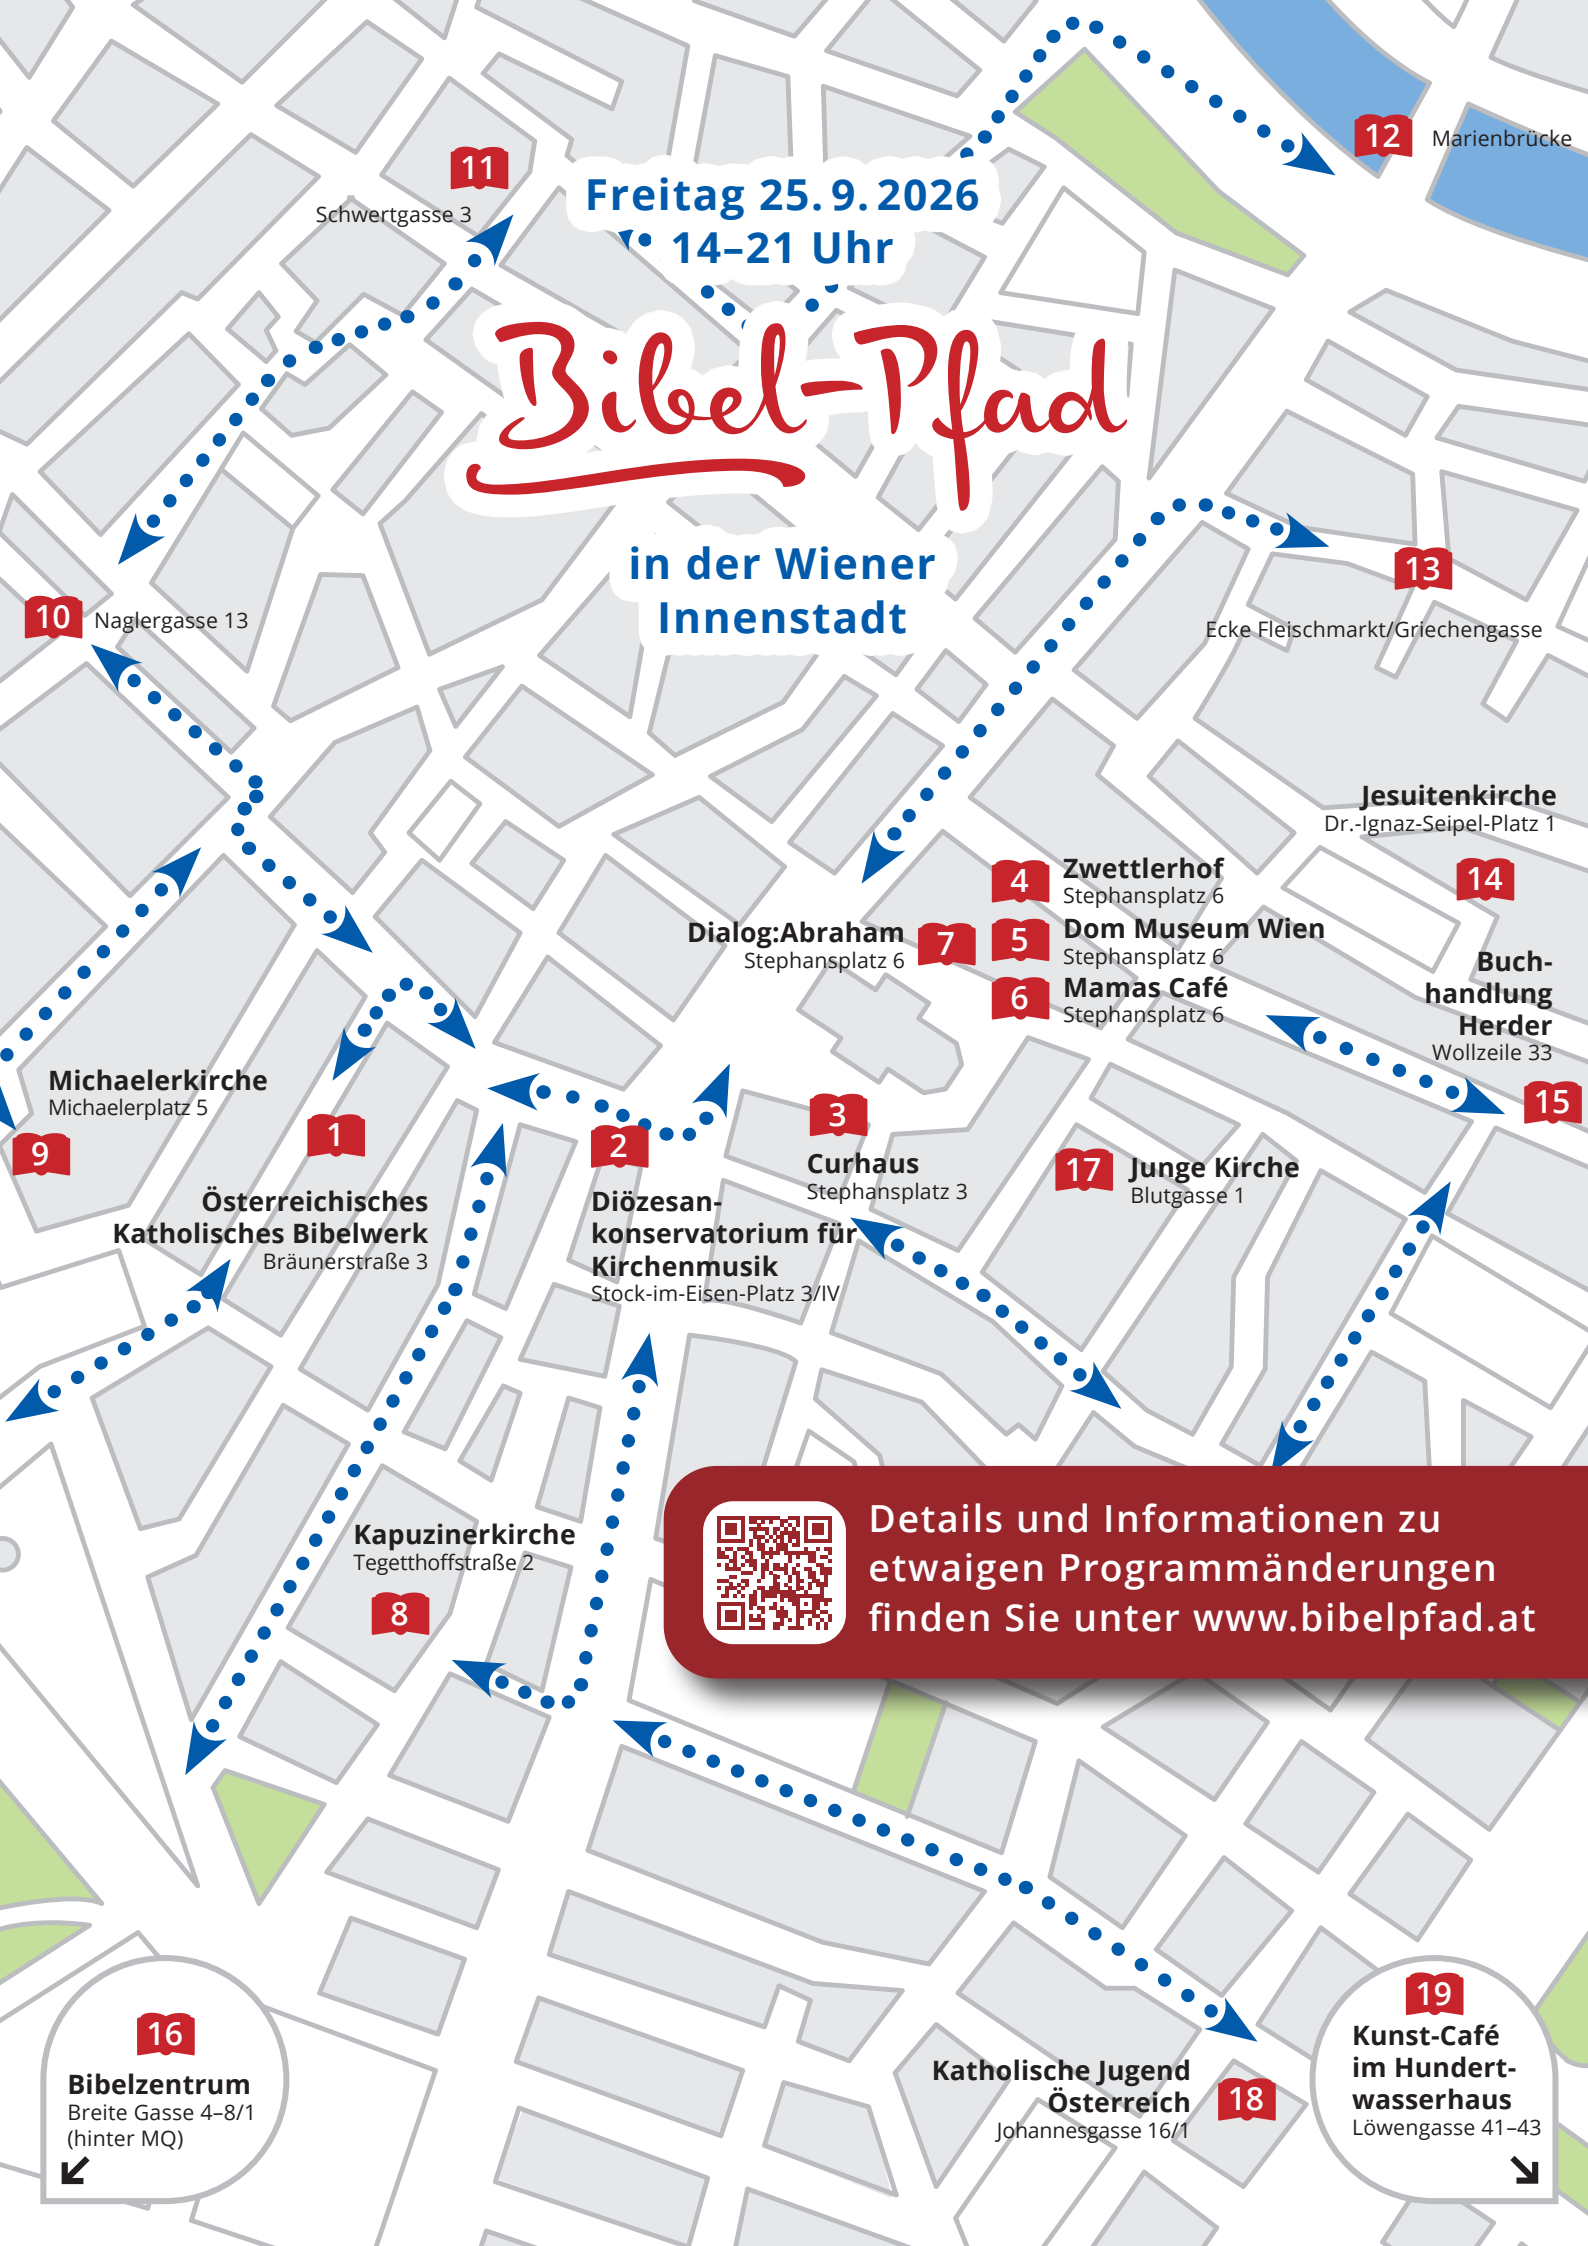 12
Marienbrücke
11
Schwertgasse 3
Freitag 25. 9. 2026
14–21 Uhr
Bibel-Pfad
in der Wiener
Innenstadt
13
Ecke Fleischmarkt/Griechengasse
10 Naglergasse 13
Jesuitenkirche
Dr.-Ignaz-Seipel-Platz 1
14
4 Zwettlerhof
Stephansplatz 6
Dialog:Abraham 7
Stephansplatz 6
5 Dom Museum Wien
Stephansplatz 6
6 Mamas Café
Stephansplatz 6
Buch-
handlung
Herder
Wollzeile 33
15
Michaelerkirche
Michaelerplatz 5
9
1
Österreichisches
Katholisches Bibelwerk
Bräunerstraße 3
2
Diözesan-
konservatorium für
Kirchenmusik
Stock-im-Eisen-Platz 3/IV
3
Curhaus
Stephansplatz 3
17 Junge Kirche
Blutgasse 1
Kapuzinerkirche
Tegetthoffstraße 2
8
Details und Informationen zu
etwaigen Programmänderungen
finden Sie unter www.bibelpfad.at
16
Bibelzentrum
Breite Gasse 4–8/1
(hinter MQ)
Katholische Jugend
Österreich
Johannesgasse 16/1
18
19
Kunst-Café
im Hundert-
wasserhaus
Löwengasse 41–43